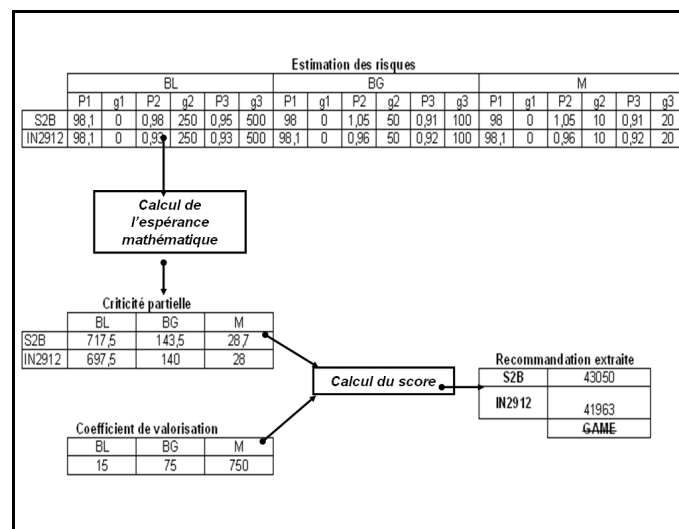 Estimation des risques
BL BG M
P1 g1 P2 g2 P3 g3 P1 g1 P2 g2 P3 g3 P1 g1 P2 g2 P3 g3
S2B 98,1 0 0,98 250 0,95 500 98 0 1,05 50 0,91 100 98 0 1,05 10 0,91 20
IN2912 98,1 0 0,93 250 0,93 500 98,1 0 0,96 50 0,92 100 98,1 0 0,96 10 0,92 20
Calcul de
l'espérance
mathématique
Criticité partielle
BL BG M
S2B 717,5 143,5 28,7
IN2912 697,5 140 28
Calcul du score
Recommandation extraite
S2B 43050
IN2912 41963
GAME
Coefficient de valorisation
BL BG M
15 75 750